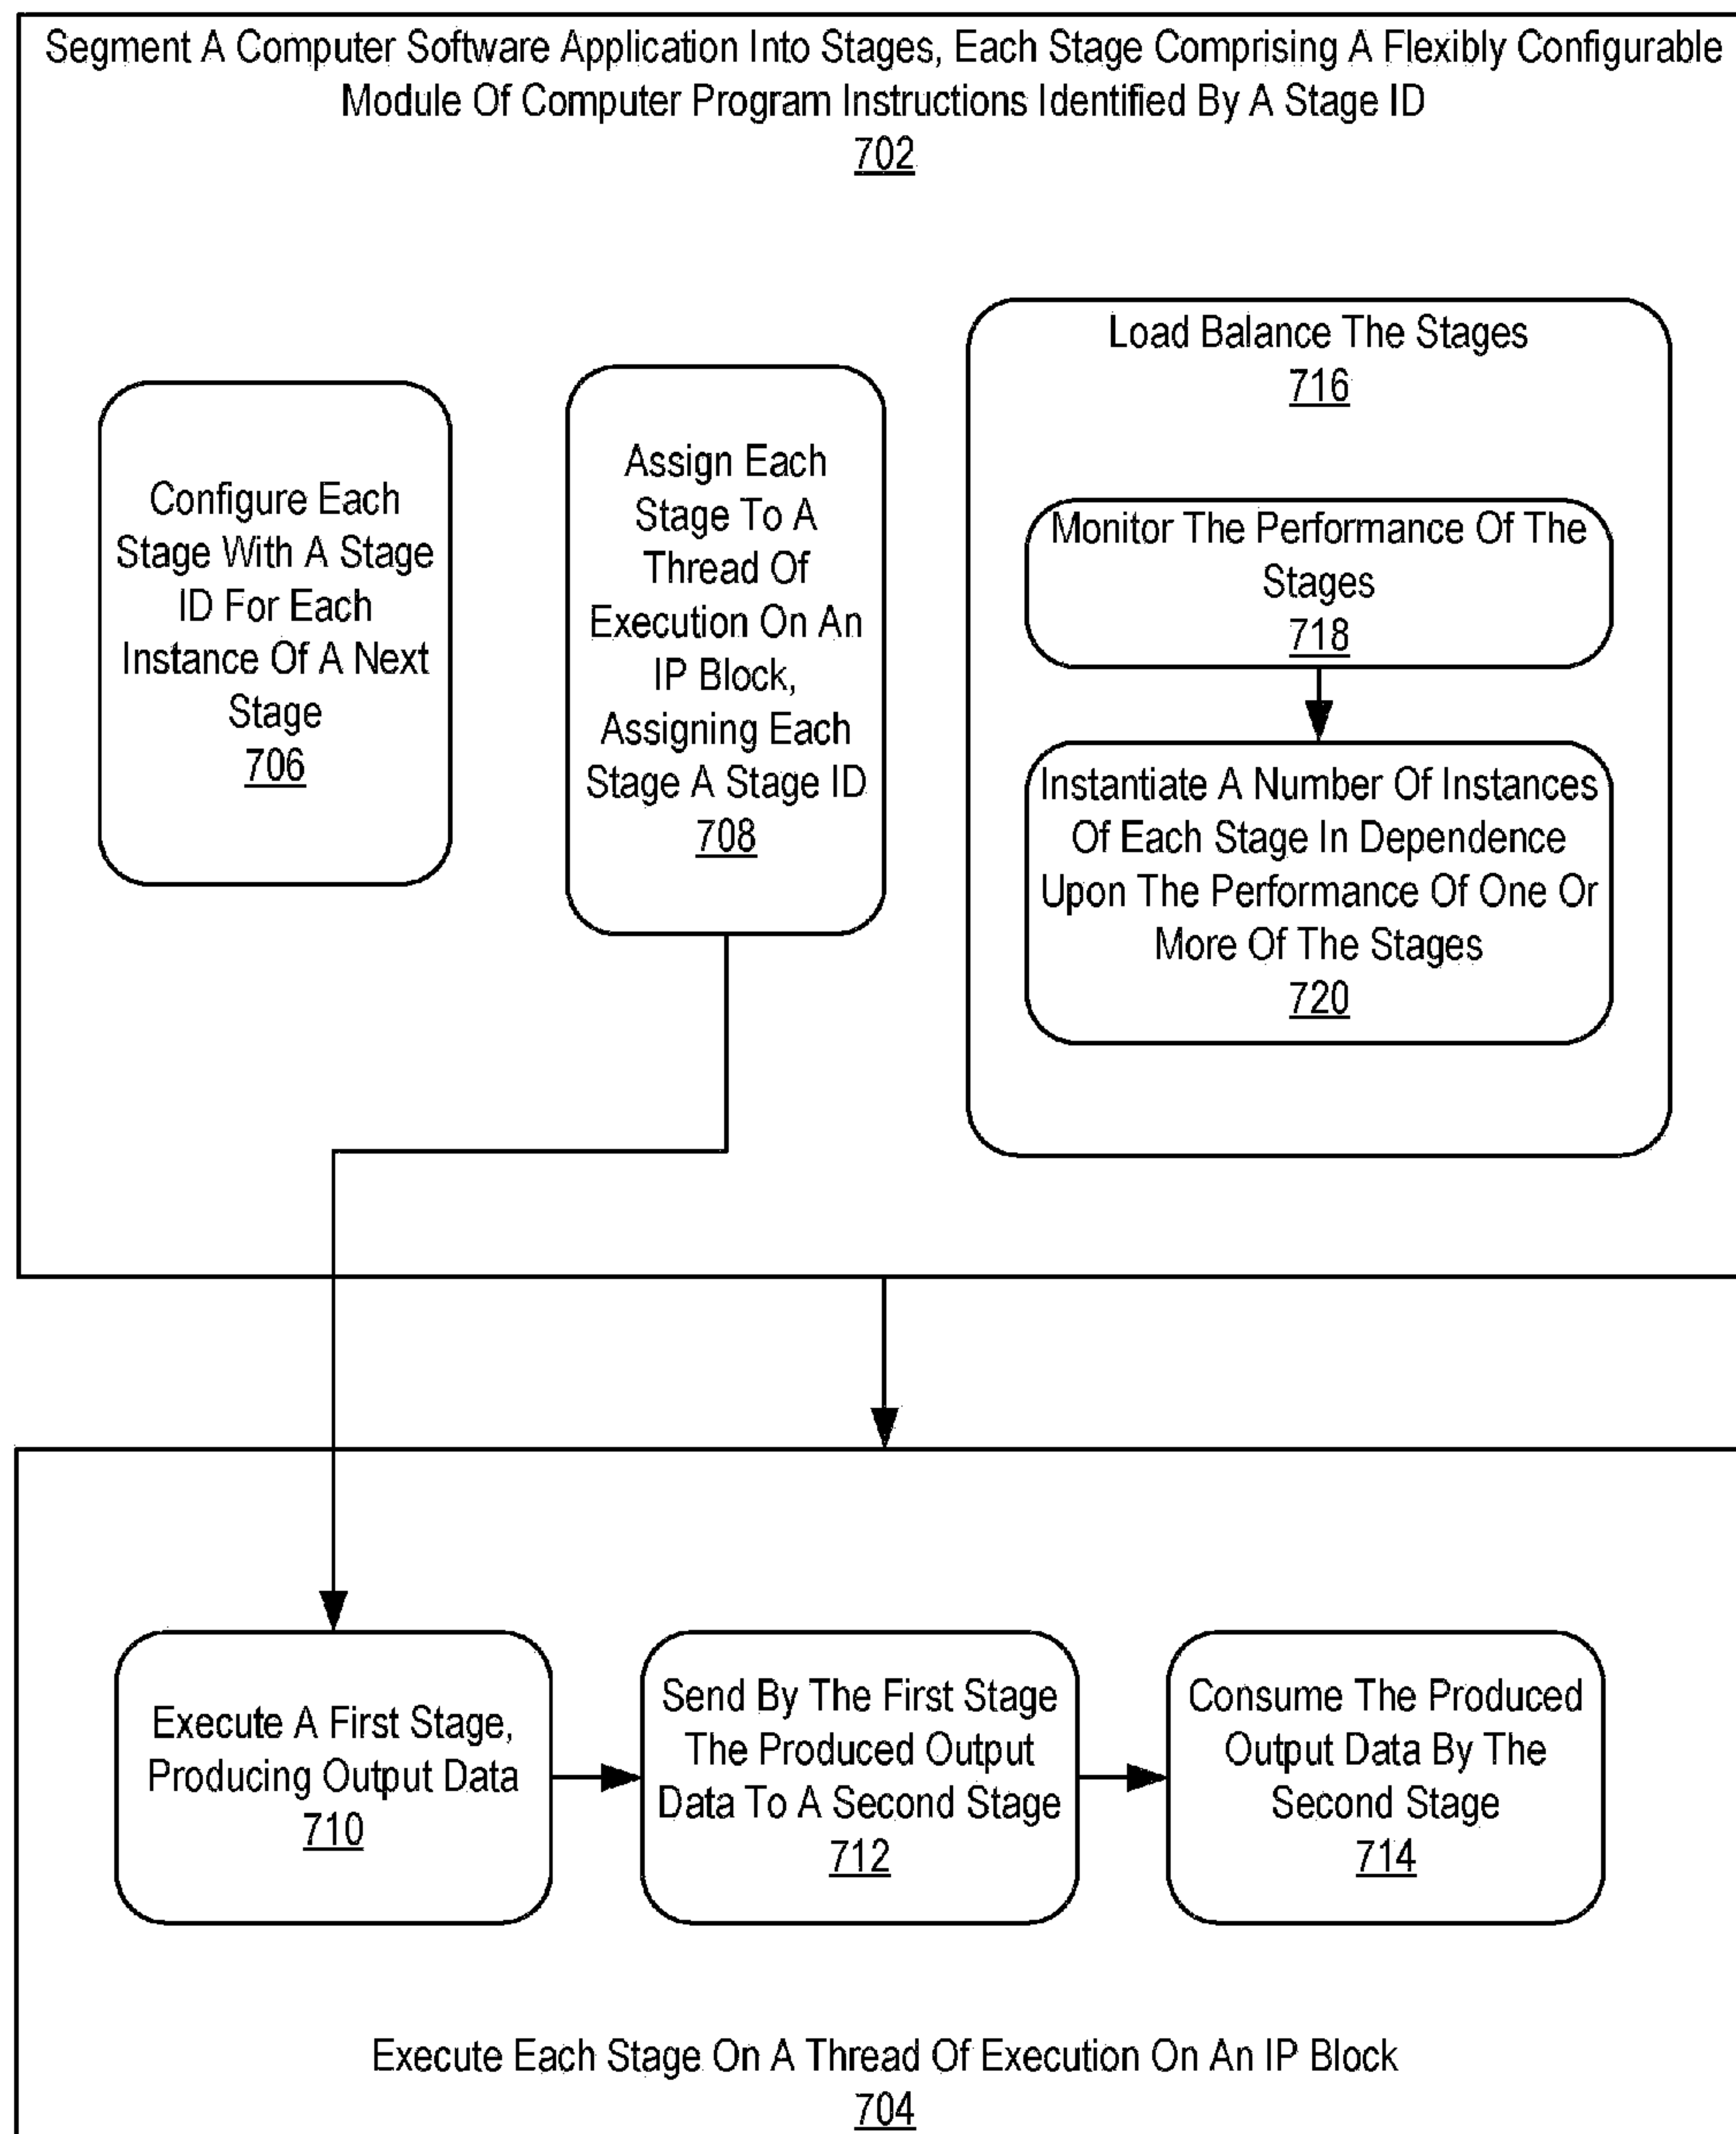 Segment A Computer Software Application Into Stages, Each Stage Comprising A Flexibly Configurable
Module Of Computer Program Instructions Identified By A Stage ID
702
Configure Each
Stage With A Stage
ID For Each
Instance Of A Next
Stage
706
Assign Each
Stage To A
Thread Of
Execution On An
IP Block,
Assigning Each
Stage A Stage ID
708
Load Balance The Stages
716
Monitor The Performance Of The
Stages
718
Instantiate A Number Of Instances
Of Each Stage In Dependence
Upon The Performance Of One Or
More Of The Stages
720
Execute A First Stage,
Producing Output Data
710
Send By The First Stage
The Produced Output
Data To A Second Stage
712
Consume The Produced
Output Data By The
Second Stage
714
Execute Each Stage On A Thread Of Execution On An IP Block
704